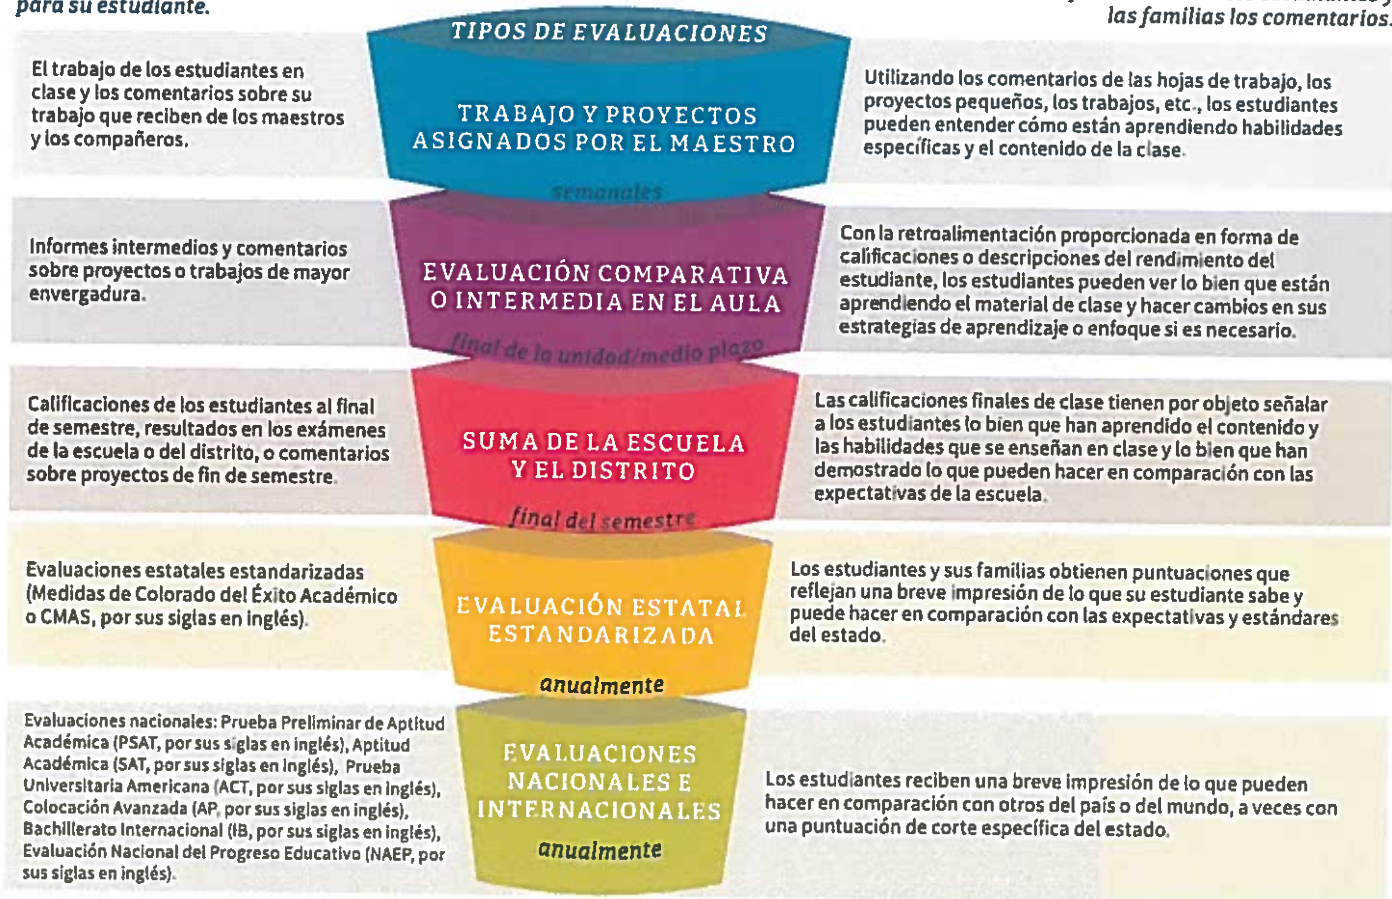 para su estudiante.
las familias los comentarios.
TIPOS DE EVALUACIONES
El trabajo de los estudiantes en
clase y los comentarios sobre su
trabajo que reciben de los maestros
y los compañeros.
TRABAJO Y PROYECTOS
ASIGNADOS POR EL MAESTRO
semanales
Utilizando los comentarios de las hojas de trabajo, los
proyectos pequeños, los trabajos, etc., los estudiantes
pueden entender cómo están aprendiendo habilidades
específicas y el contenido de la clase.
Informes intermedios y comentarios
sobre proyectos o trabajos de mayor
envergadura.
EVALUACIÓN COMPARATIVA
O INTERMEDIA EN EL AULA
final de la unidad/medio plazo
Con la retroalimentación proporcionada en forma de
calificaciones o descripciones del rendimiento del
estudiante, los estudiantes pueden ver lo bien que están
aprendiendo el material de clase y hacer cambios en sus
estrategias de aprendizaje o enfoque si es necesario.
Calificaciones de los estudiantes al final
de semestre, resultados en los exámenes
de la escuela o del distrito, o comentarios
sobre proyectos de fin de semestre.
SUMA DE LA ESCUELA
Y EL DISTRITO
final del semestre
Las calificaciones finales de clase tienen por objeto señalar
a los estudiantes lo bien que han aprendido el contenido y
las habilidades que se enseñan en clase y lo bien que han
demostrado lo que pueden hacer en comparación con las
expectativas de la escuela.
Evaluaciones estatales estandarizadas
(Medidas de Colorado del Éxito Académico
o CMAS, por sus siglas en inglés).
EVALUACIÓN ESTATAL
ESTANDARIZADA
anualmente
Los estudiantes y sus familias obtienen puntuaciones que
reflejan una breve impresión de lo que su estudiante sabe y
puede hacer en comparación con las expectativas y estándares
del estado.
Evaluaciones nacionales: Prueba Preliminar de Aptitud
Académica (PSAT, por sus siglas en inglés), Aptitud
Académica (SAT, por sus siglas en inglés), Prueba
Universitaria Americana (ACT, por sus siglas en inglés),
Colocación Avanzada (AP, por sus siglas en inglés),
Bachillerato Internacional (IB, por sus siglas en inglés),
Evaluación Nacional del Progreso Educativo (NAEP, por
sus siglas en inglés).
EVALUACIONES
NACIONALES E
INTERNACIONALES
anualmente
Los estudiantes reciben una breve impresión de lo que pueden
hacer en comparación con otros del país o del mundo, a veces con
una puntuación de corte específica del estado.